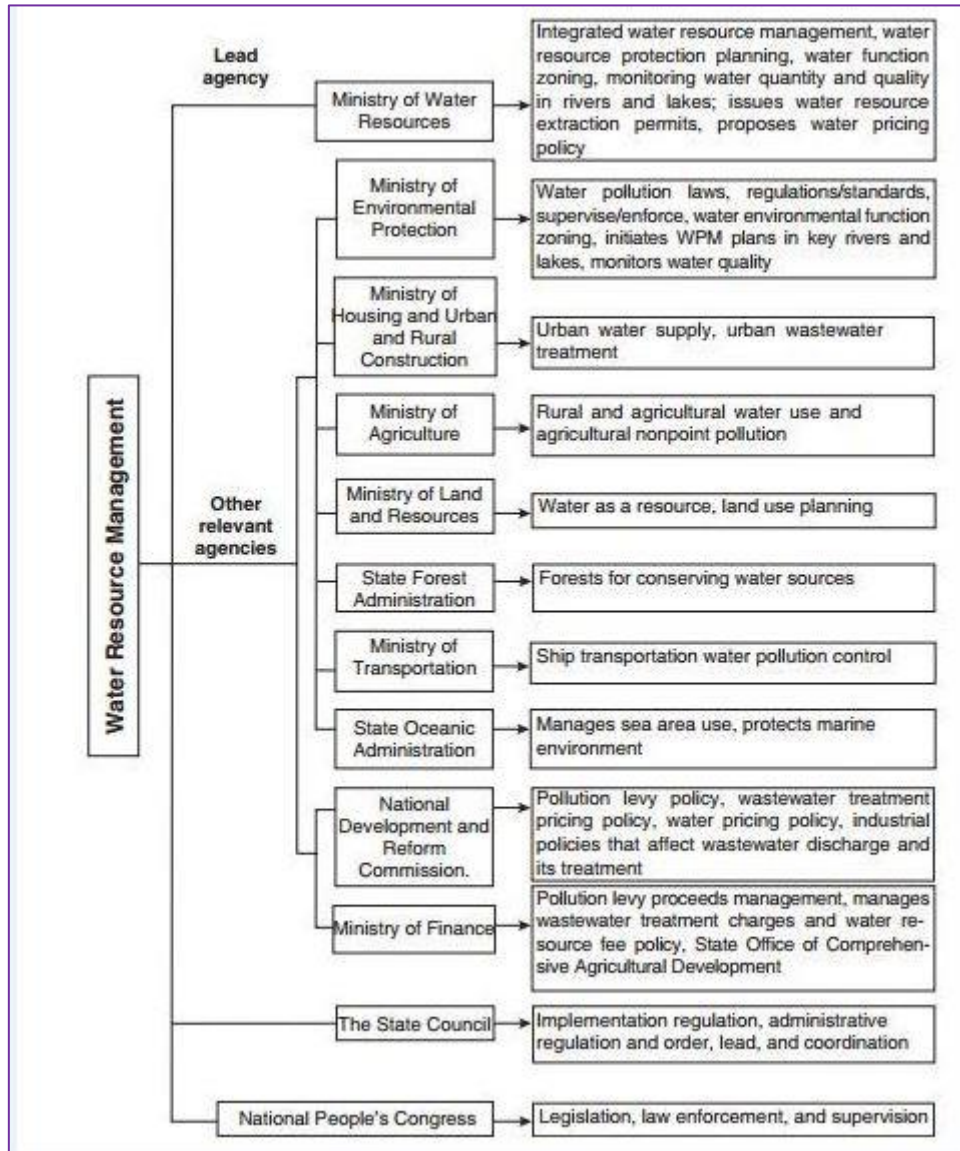 Lead
agency
Ministry of Water
Resources
Integrated water resource management, water
resource protection planning, water function
zoning, monitoring water quantity and quality
in rivers and lakes; issues water resource
extraction permits, proposes water pricing
policy
Ministry of
Environmental
Protection
Water pollution laws, regulations/standards,
supervise/enforce, water environmental function
zoning, initiates WPM plans in key rivers and
lakes, monitors water quality
Ministry of
Housing and Urban
and Rural
Construction
Urban water supply, urban wastewater
treatment
Water Resource Management
Other
relevant
agencies
Ministry of
Agriculture
Rural and agricultural water use and
agricultural nonpoint pollution
Ministry of Land
and Resources
Water as a resource, land use planning
State Forest
Administration
Forests for conserving water sources
Ministry of
Transportation
Ship transportation water pollution control
State Oceanic
Administration
Manages sea area use, protects marine
environment
National
Development and
Reform
Commission.
Pollution levy policy, wastewater treatment
pricing policy, water pricing policy, industrial
policies that affect wastewater discharge and
its treatment
Ministry of Finance
Pollution levy proceeds management, manages
wastewater treatment charges and water re-
source fee policy, State Office of Comprehen-
sive Agricultural Development
The State Council
Implementation regulation, administrative
regulation and order, lead, and coordination
National People's Congress
Legislation, law enforcement, and supervision